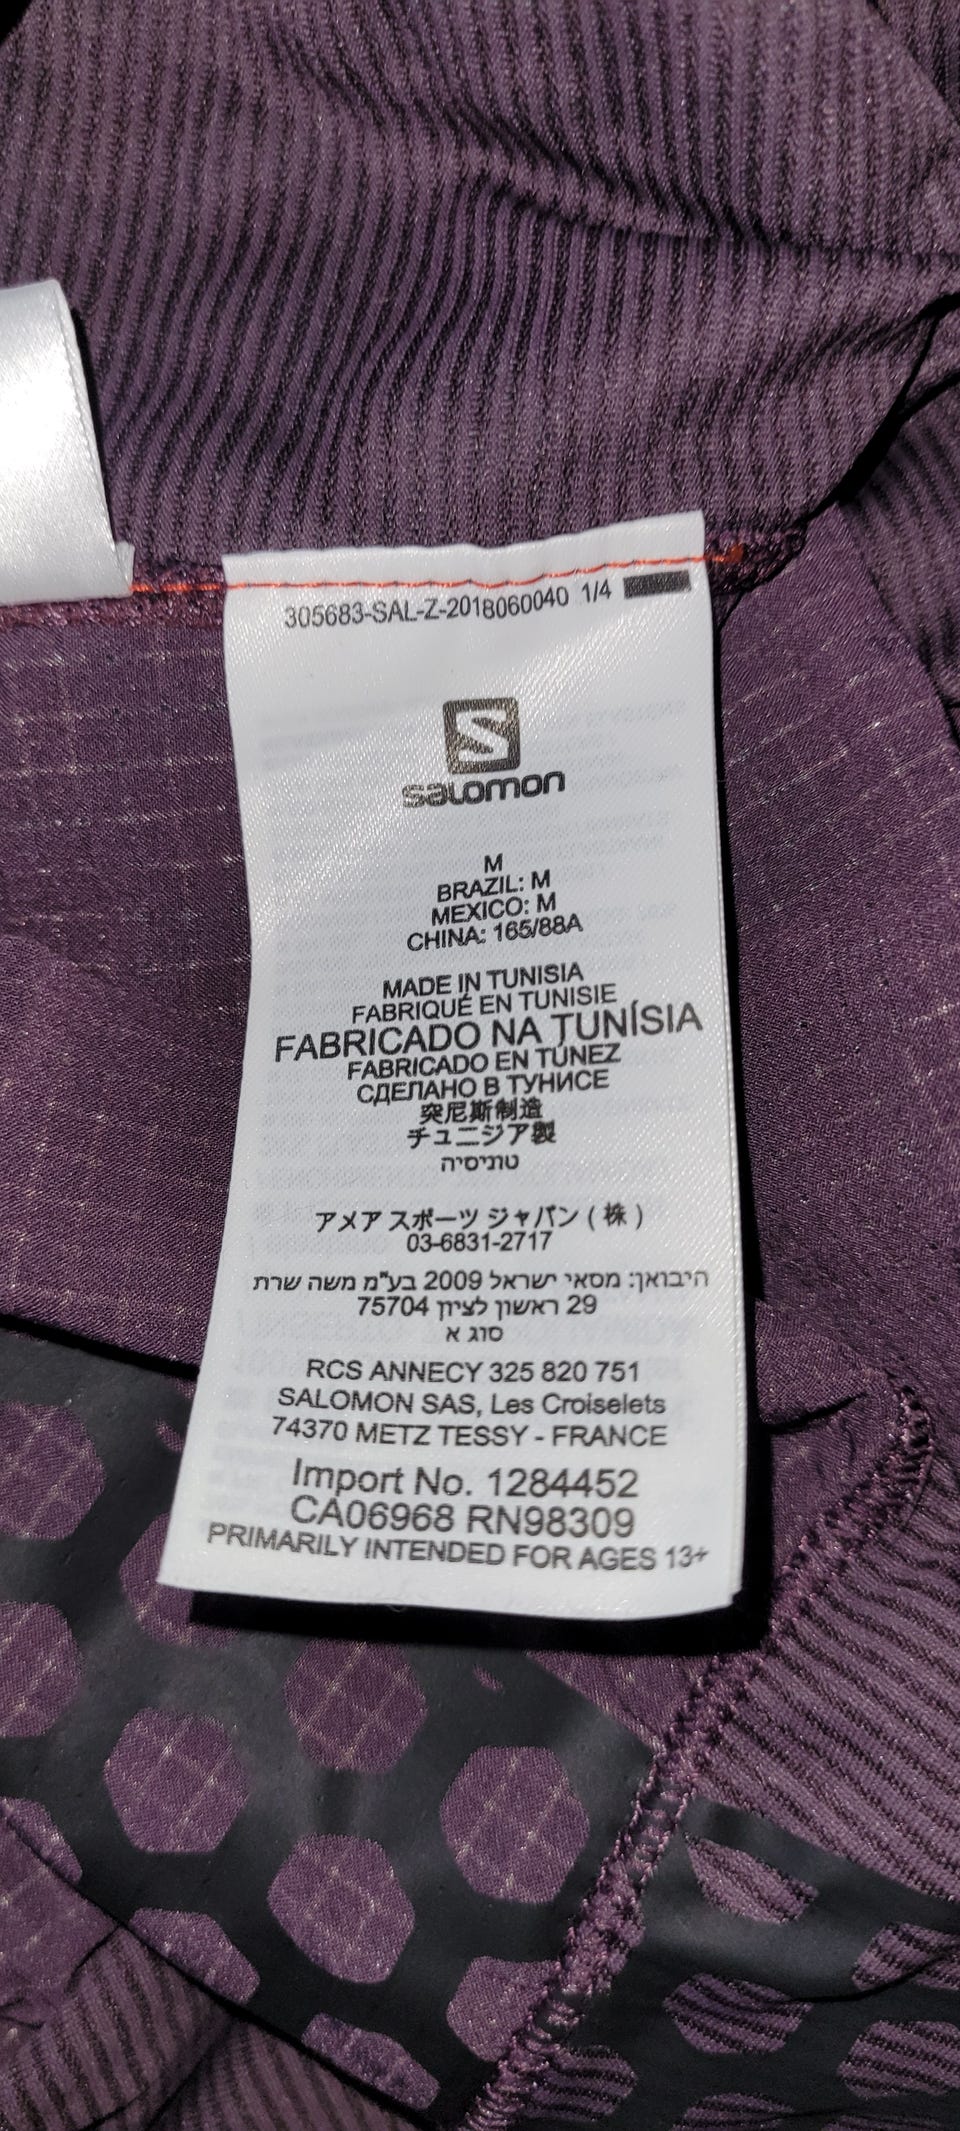 305683-SAL-Z-2018060040 1/4
S
salomon
M
BRAZIL: M
MEXICO: M
CHINA: 165/88A
MADE IN TUNISIA
FABRIQUÉ EN TUNISIE
FABRICADO NA TUNÍSIA
FABRICADO EN TÚNEZ
СДЕЛАНО В ТУНИСЕ
突尼斯制造
チュニジア製
טוניסיה
アメア スポーツ ジャパン ( 株 )
03-6831-2717
היבואן: מסאי ישראל 2009 בע"מ משה שרת
29 ראשון לציון 75704
סוג א
RCS ANNECY 325 820 751
SALOMON SAS, Les Croiselets
74370 METZ TESSY - FRANCE
Import No. 1284452
CA06968 RN98309
PRIMARILY INTENDED FOR AGES 13+